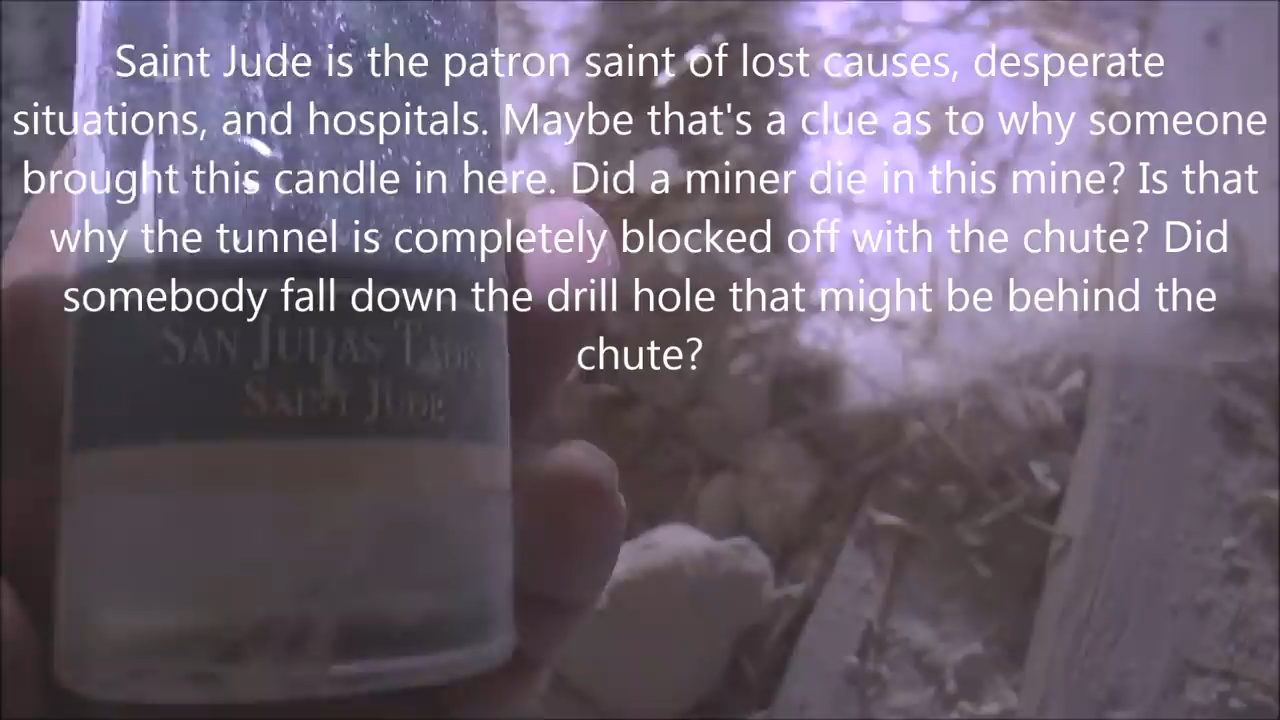 Saint Jude is the patron saint of lost causes, desperate
situations, and hospitals. Maybe that's a clue as to why someone
brought this candle in here. Did a miner die in this mine? Is that
why the tunnel is completely blocked off with the chute? Did
somebody fall down the drill hole that might be behind the
chute?
SAN JUDAS
SAINT JUDE